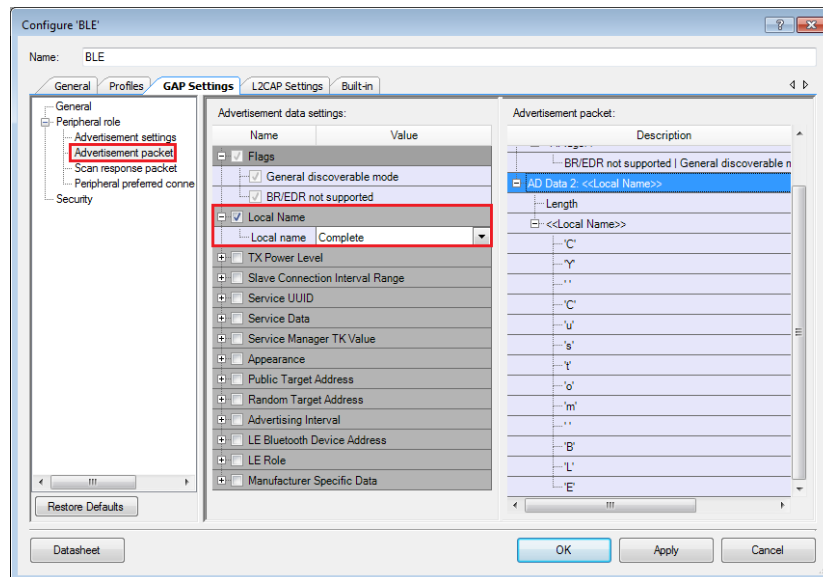 Configure 'BLE'
Name: BLE
General Profiles GAP Settings L2CAP Settings Built-in
General
Peripheral role
Advertisement settings
Advertisement packet
Scan response packet
Peripheral preferred conne
Security
Restore Defaults
Advertisement data settings:
Name Value
Flags
General discoverable mode
BR/EDR not supported
Local Name
Local name Complete
TX Power Level
Slave Connection Interval Range
Service UUID
Service Data
Service Manager TK Value
Appearance
Public Target Address
Random Target Address
Advertising Interval
LE Bluetooth Device Address
LE Role
Manufacturer Specific Data
Advertisement packet:
Description
BR/EDR not supported | General discoverable n
AD Data 2: <<Local Name>>
Length
<<Local Name>>
'C'
'Y'
' '
'C'
'u'
's'
't'
'o'
'm'
' '
'B'
'L'
'E'
Datasheet OK Apply Cancel